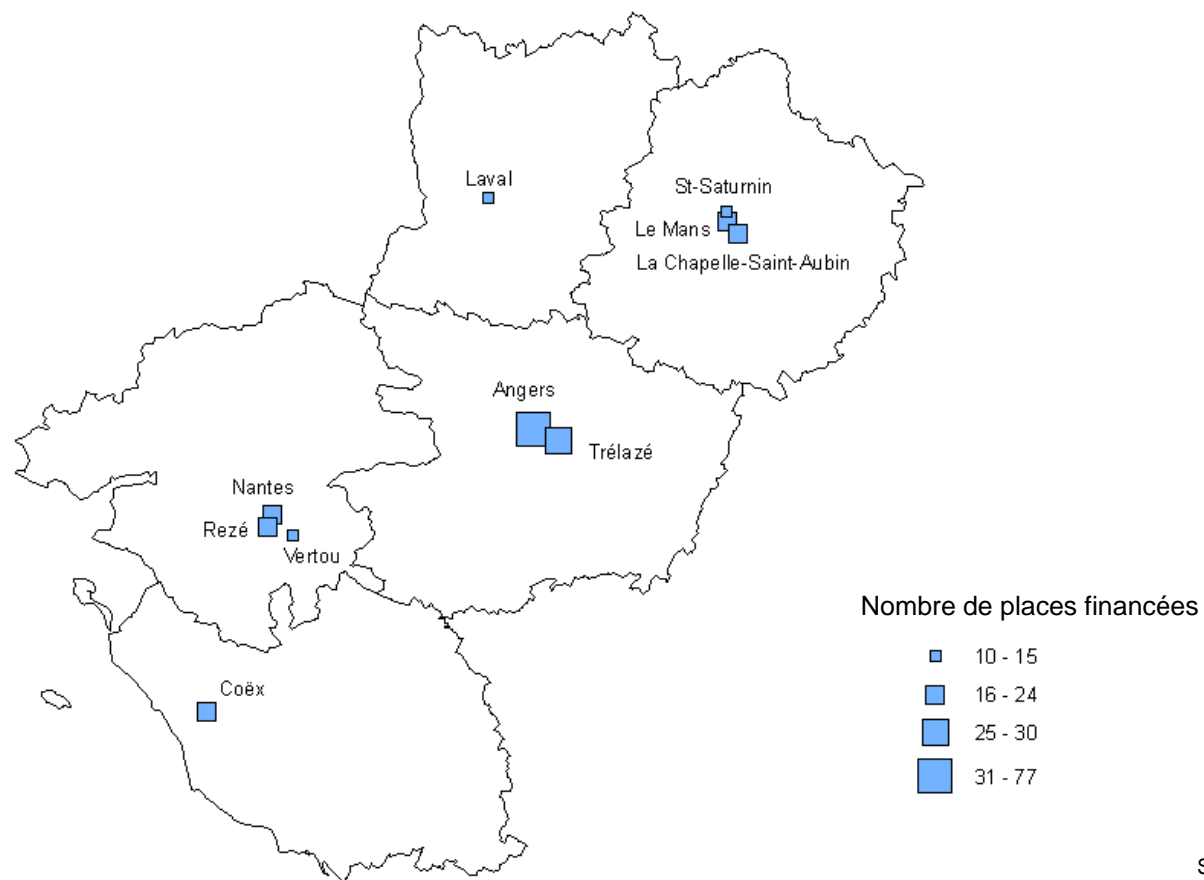 Laval
St-Saturnin
Le Mans
La Chapelle-Saint-Aubin
Angers
Trélazé
Nantes
Rezé
Vertou
Coëx
Nombre de places financées
10 - 15
16 - 24
25 - 30
31 - 77
S